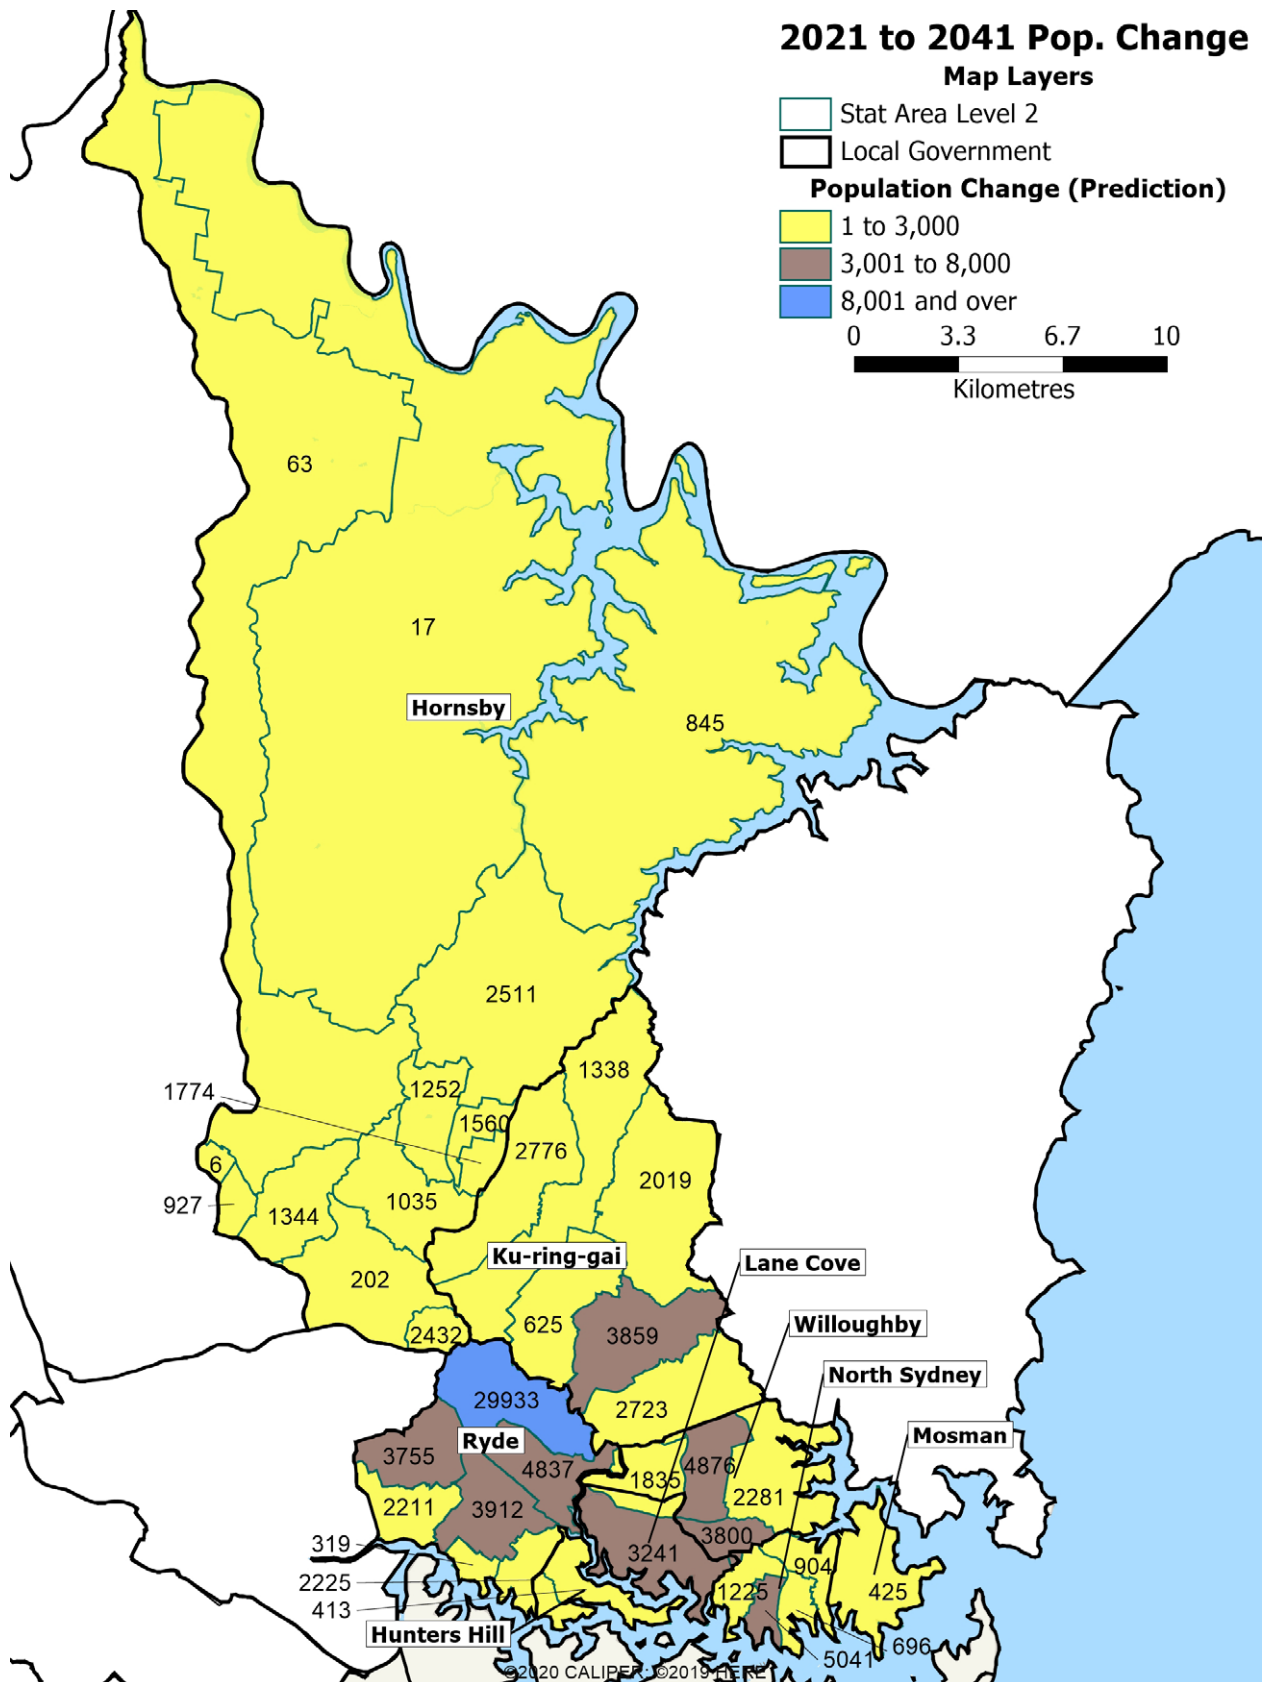 2021 to 2041 Pop. Change
Map Layers
Stat Area Level 2
Local Government
Population Change (Prediction)
1 to 3,000
3,001 to 8,000
8,001 and over
0 3.3 6.7 10
Kilometres
63
17
Hornsby
845
2511
1338
1252
1774
1560
2776
6
2019
927
1344
1035
Ku-ring-gai
Lane Cove
202
625
3859
Willoughby
2432
North Sydney
29933
2723
Mosman
Ryde
3755
4837
1835
4876
2281
2211
3912
3800
319
3241
904
2225
1225
425
413
Hunters Hill
696
5041
©2020 CALIPER; ©2019 HERE